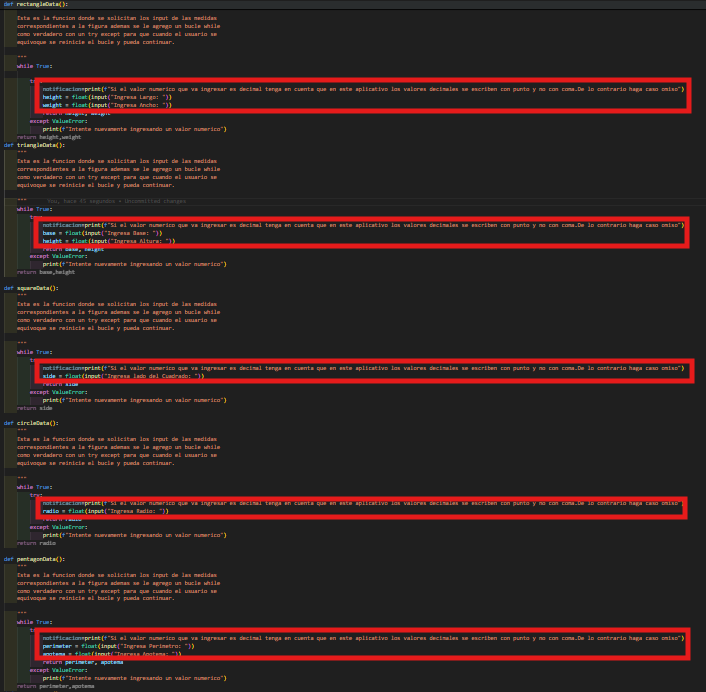 def rectangleData():
"""
Esta es la funcion donde se solicitan los input de las medidas
correspondientes a la figura ademas se le agrego un bucle while
como verdadero con un try except para que cuando el usuario se
equivoque se reinicie el bucle y pueda continuar.
"""
while True:
notificacion=print(f"Si el valor numerico que va ingresar es decimal tenga en cuenta que en este aplicativo los valores decimales se escriben con punto y no con coma.De lo contrario haga caso omiso")
height = float(input("Ingresa Largo: "))
weight = float(input("Ingresa Ancho: "))
return height, weight
except ValueError:
print(f"Intente nuevamente ingresando un valor numerico")
return height,weight
def triangleData():
"""
Esta es la funcion donde se solicitan los input de las medidas
correspondientes a la figura ademas se le agrego un bucle while
como verdadero con un try except para que cuando el usuario se
equivoque se reinicie el bucle y pueda continuar.
""" You, hace 45 segundos • Uncommitted changes
while True:
notificacion=print(f"Si el valor numerico que va ingresar es decimal tenga en cuenta que en este aplicativo los valores decimales se escriben con punto y no con coma.De lo contrario haga caso omiso")
base = float(input("Ingresa Base: "))
height = float(input("Ingresa Altura: "))
return base, height
except ValueError:
print(f"Intente nuevamente ingresando un valor numerico")
return base,height
def squareData():
"""
Esta es la funcion donde se solicitan los input de las medidas
correspondientes a la figura ademas se le agrego un bucle while
como verdadero con un try except para que cuando el usuario se
equivoque se reinicie el bucle y pueda continuar.
"""
while True:
notificacion=print(f"Si el valor numerico que va ingresar es decimal tenga en cuenta que en este aplicativo los valores decimales se escriben con punto y no con coma.De lo contrario haga caso omiso")
side = float(input("Ingresa lado del Cuadrado: "))
return side
except ValueError:
print(f"Intente nuevamente ingresando un valor numerico")
return side
def circleData():
"""
Esta es la funcion donde se solicitan los input de las medidas
correspondientes a la figura ademas se le agrego un bucle while
como verdadero con un try except para que cuando el usuario se
equivoque se reinicie el bucle y pueda continuar.
"""
while True:
try:
notificacion=print(f"Si el valor numerico que va ingresar es decimal tenga en cuenta que en este aplicativo los valores decimales se escriben con punto y no con coma.De lo contrario haga caso omiso"
radio = float(input("Ingresa Radio: "))
return radio
except ValueError:
print(f"Intente nuevamente ingresando un valor numerico")
return radio
def pentagonData():
"""
Esta es la funcion donde se solicitan los input de las medidas
correspondientes a la figura ademas se le agrego un bucle while
como verdadero con un try except para que cuando el usuario se
equivoque se reinicie el bucle y pueda continuar.
"""
while True:
notificacion=print(f"Si el valor numerico que va ingresar es decimal tenga en cuenta que en este aplicativo los valores decimales se escriben con punto y no con coma.De lo contrario haga caso omiso")
perimeter = float(input("Ingresa Perimetro: "))
apotema = float(input("Ingresa Apotema: "))
return perimeter, apotema
except ValueError:
print(f"Intente nuevamente ingresando un valor numerico")
return perimeter,apotema